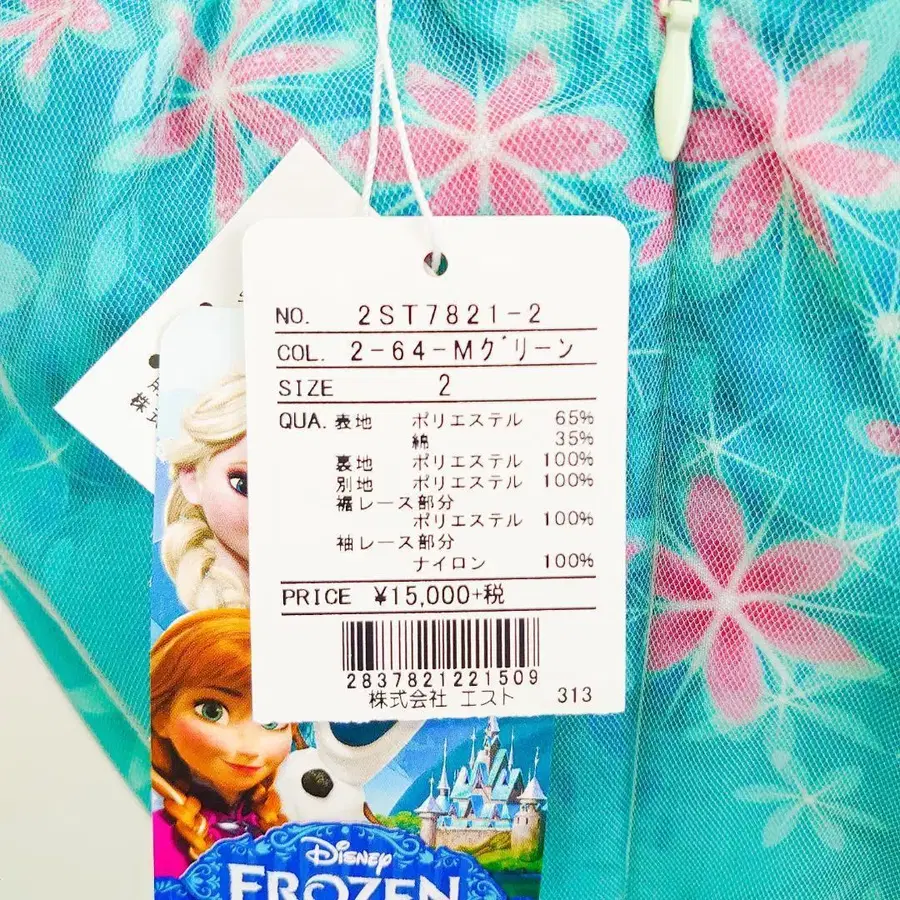 NO. 2ST7821-2
COL. 2-64-Mグリーン
SIZE 2
QUA. 表地 ポリエステル 65%
綿 35%
裏地 ポリエステル 100%
別地 ポリエステル 100%
裾レース部分
ポリエステル 100%
袖レース部分
ナイロン 100%
PRICE ¥15,000+税
2837821221509
株式会社 エスト 313
Disney
FROZEN